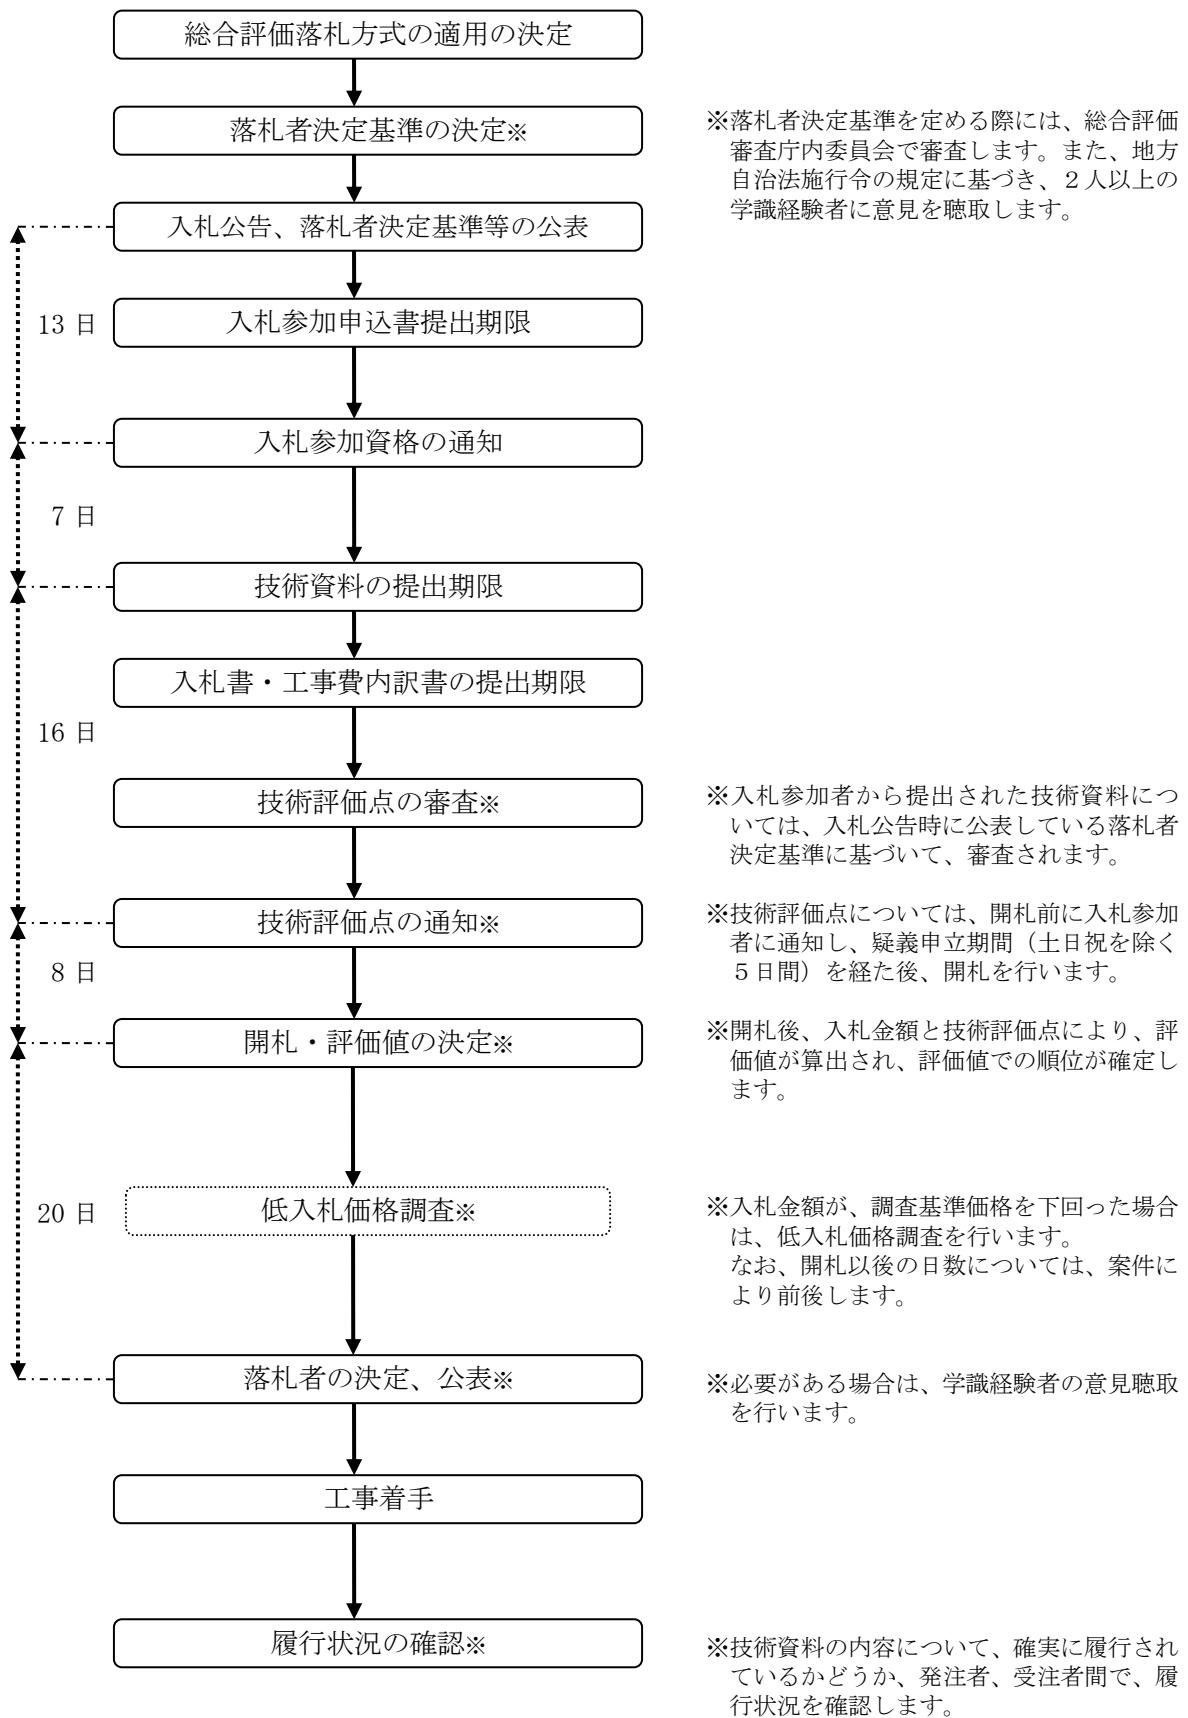 総合評価落札方式の適用の決定
落札者決定基準の決定※
※落札者決定基準を定める際には、総合評価
審査庁内委員会で審査します。また、地方
自治法施行令の規定に基づき、２人以上の
学識経験者に意見を聴取します。
入札公告、落札者決定基準等の公表
13 日
入札参加申込書提出期限
入札参加資格の通知
7 日
技術資料の提出期限
入札書・工事費内訳書の提出期限
16 日
技術評価点の審査※
※入札参加者から提出された技術資料につ
いては、入札公告時に公表している落札者
決定基準に基づいて、審査されます。
技術評価点の通知※
※技術評価点については、開札前に入札参加
者に通知し、疑義申立期間（土日祝を除く
５日間）を経た後、開札を行います。
8 日
開札・評価値の決定※
※開札後、入札金額と技術評価点により、評
価値が算出され、評価値での順位が確定し
ます。
20 日
低入札価格調査※
※入札金額が、調査基準価格を下回った場合
は、低入札価格調査を行います。
なお、開札以後の日数については、案件に
より前後します。
落札者の決定、公表※
※必要がある場合は、学識経験者の意見聴取
を行います。
工事着手
履行状況の確認※
※技術資料の内容について、確実に履行され
ているかどうか、発注者、受注者間で、履
行状況を確認します。